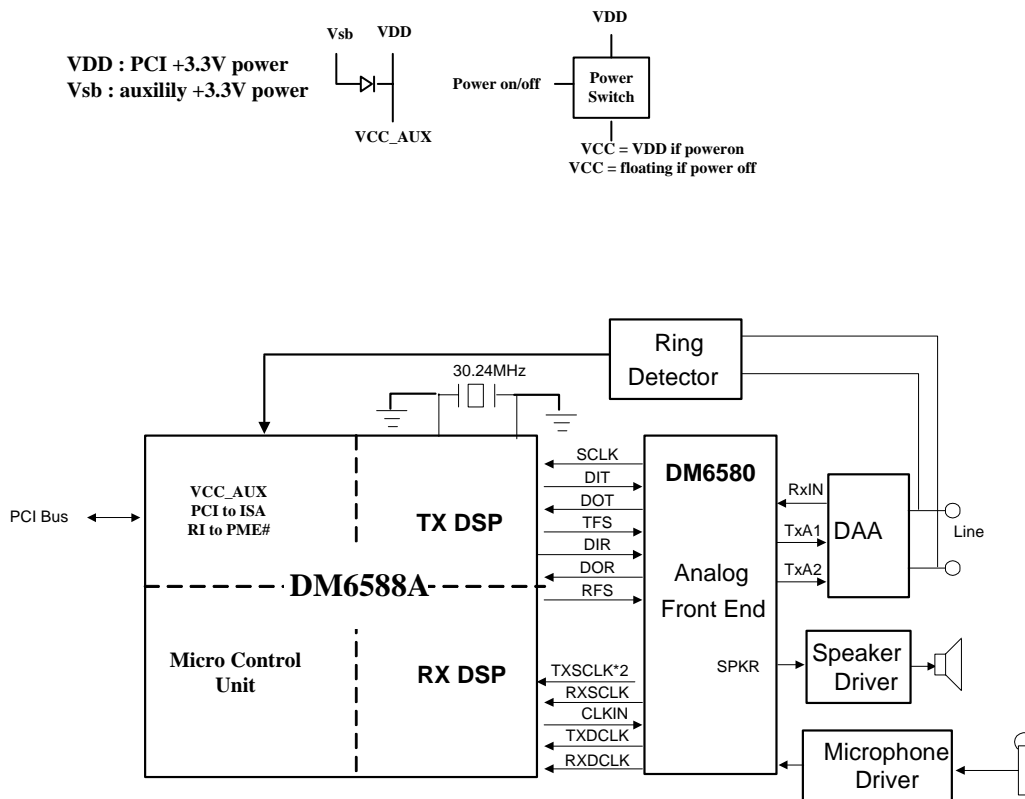 Vsb VDD
VDD : PCI +3.3V power
Vsb : auxilily +3.3V power
VCC_AUX
VDD
Power on/off
Power
Switch
VCC = VDD if poweron
VCC = floating if power off
Ring
Detector
30.24MHz
PCI Bus
VCC_AUX
PCI to ISA
RI to PME#
TX DSP
DM6588A
Micro Control
Unit
RX DSP
SCLK
DIT
DOT
TFS
DIR
DOR
RFS
TXSCLK*2
RXSCLK
CLKIN
TXDCLK
RXDCLK
DM6580
Analog
Front End
SPKR
RxIN
TxA1
TxA2
DAA
Line
Speaker
Driver
Microphone
Driver